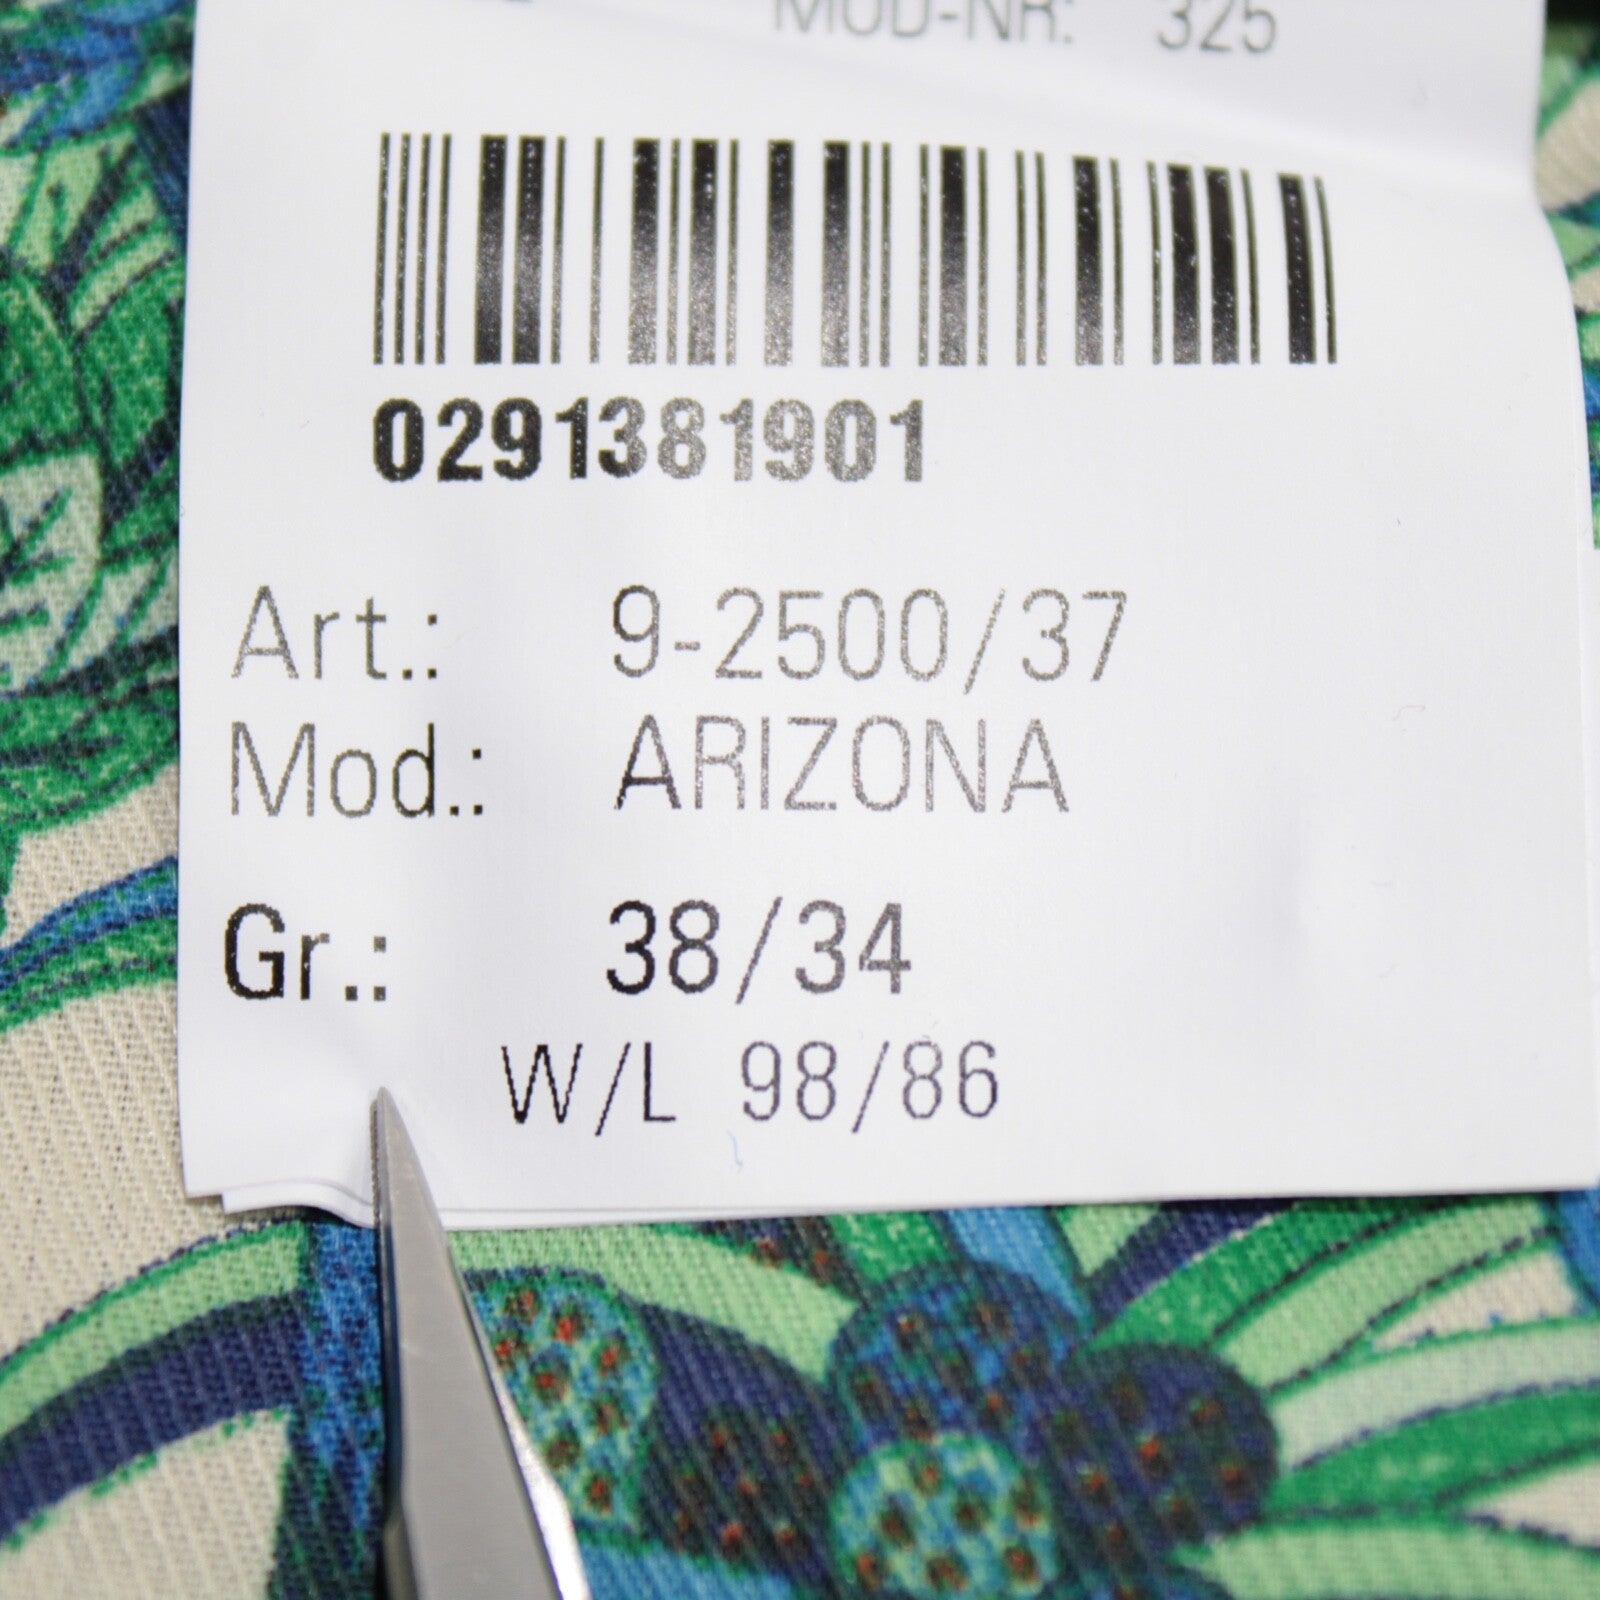 MOD-NR: 325
0291381901
Art.: 9-2500/37
Mod.: ARIZONA
Gr.: 38/34
W/L 98/86